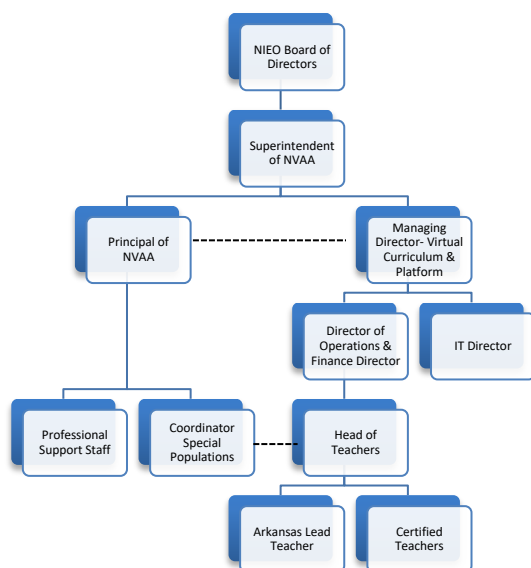 NIEO Board of
Directors
Superintendent
of NVAA
Principal of
NVAA
Managing
Director- Virtual
Curriculum &
Platform
Director of
Operations &
Finance Director
IT Director
Professional
Support Staff
Coordinator
Special
Populations
Head of
Teachers
Arkansas Lead
Teacher
Certified
Teachers